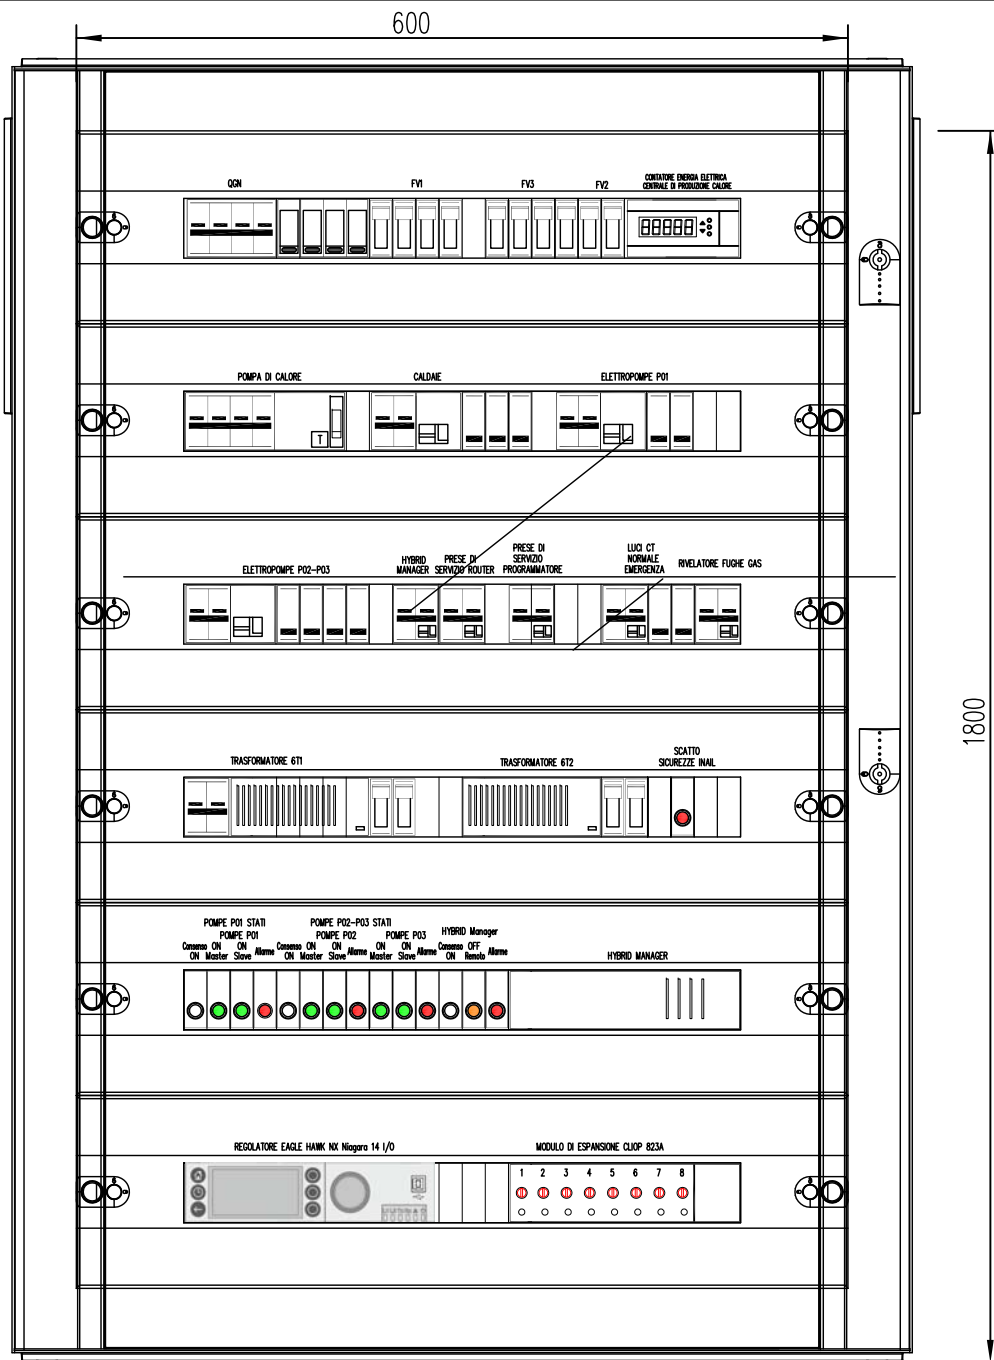 600
QGN
FV1
FV3
FV2
CONTATORE ENERGIA ELETTRICA
CENTRALE DI PRODUZIONE CALORE
88888
POMPA DI CALORE
CALDAIE
ELETTROPOMPE P01
T
ELETTROPOMPE P02-P03
HYBRID
MANAGER
PRESE DI
SERVIZIO ROUTER
PRESE DI
SERVIZIO
PROGRAMMATORE
LUCI CT
NORMALE
EMERGENZA
RIVELATORE FUGHE GAS
1800
TRASFORMATORE 6T1
TRASFORMATORE 6T2
SCATTO
SICUREZZE INAIL
POMPE P01 STATI
POMPE P01
POMPE P02-P03 STATI
POMPE P02
POMPE P03
HYBRID Manager
Consenso ON
ON Master
ON Slave
Allarme
Consenso ON
ON Master
ON Slave
Allarme
ON Master
ON Slave
Allarme
Consenso ON
OFF Remoto
Allarme
HYBRID MANAGER
REGOLATORE EAGLE HAWK NX Niagara 14 I/O
MODULO DI ESPANSIONE CLIOP 823A
1 2 3 4 5 6 7 8